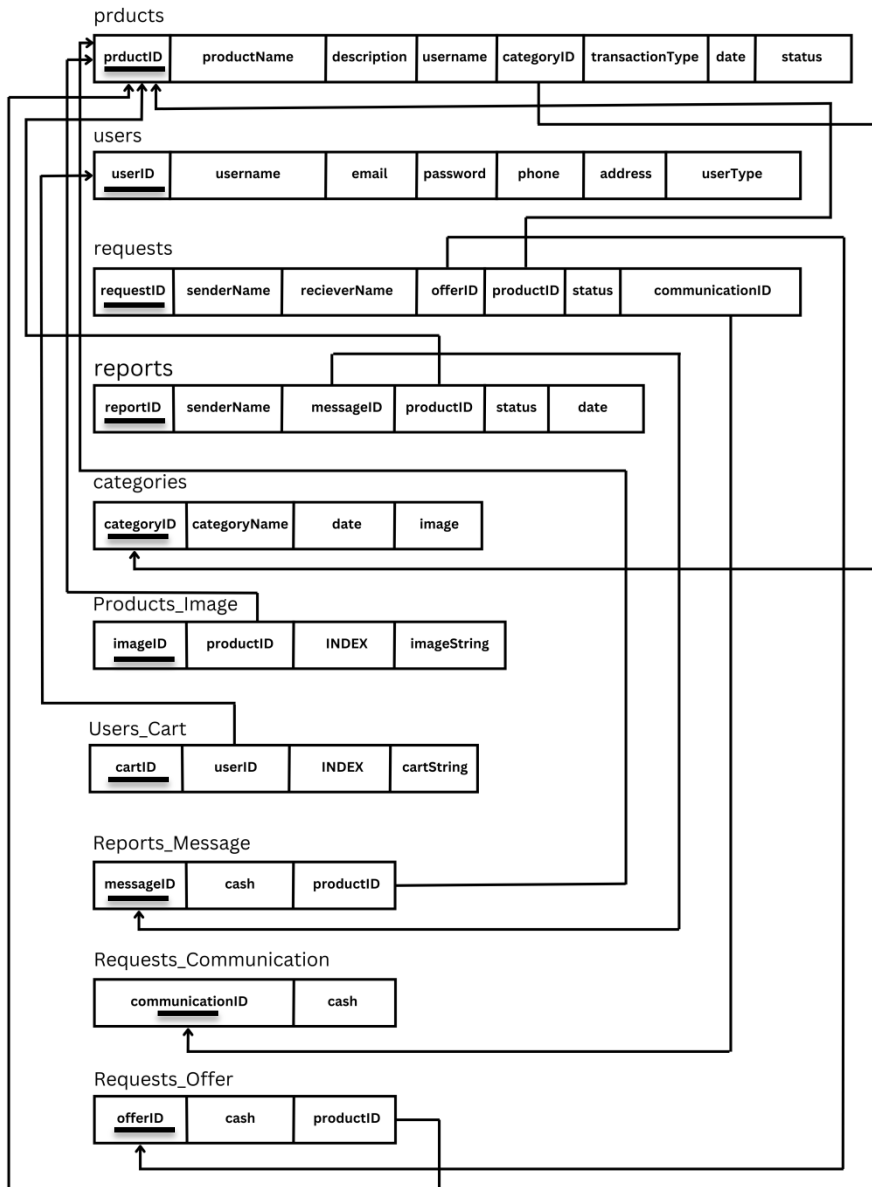 prducts
prductID productName description username categoryID transactionType date status
users
userID username email password phone address userType
requests
requestID senderName recieverName offerID productID status communicationID
reports
reportID senderName messageID productID status date
categories
categoryID categoryName date image
Products_Image
imageID productID INDEX imageString
Users_Cart
cartID userID INDEX cartString
Reports_Message
messageID cash productID
Requests_Communication
communicationID cash
Requests_Offer
offerID cash productID